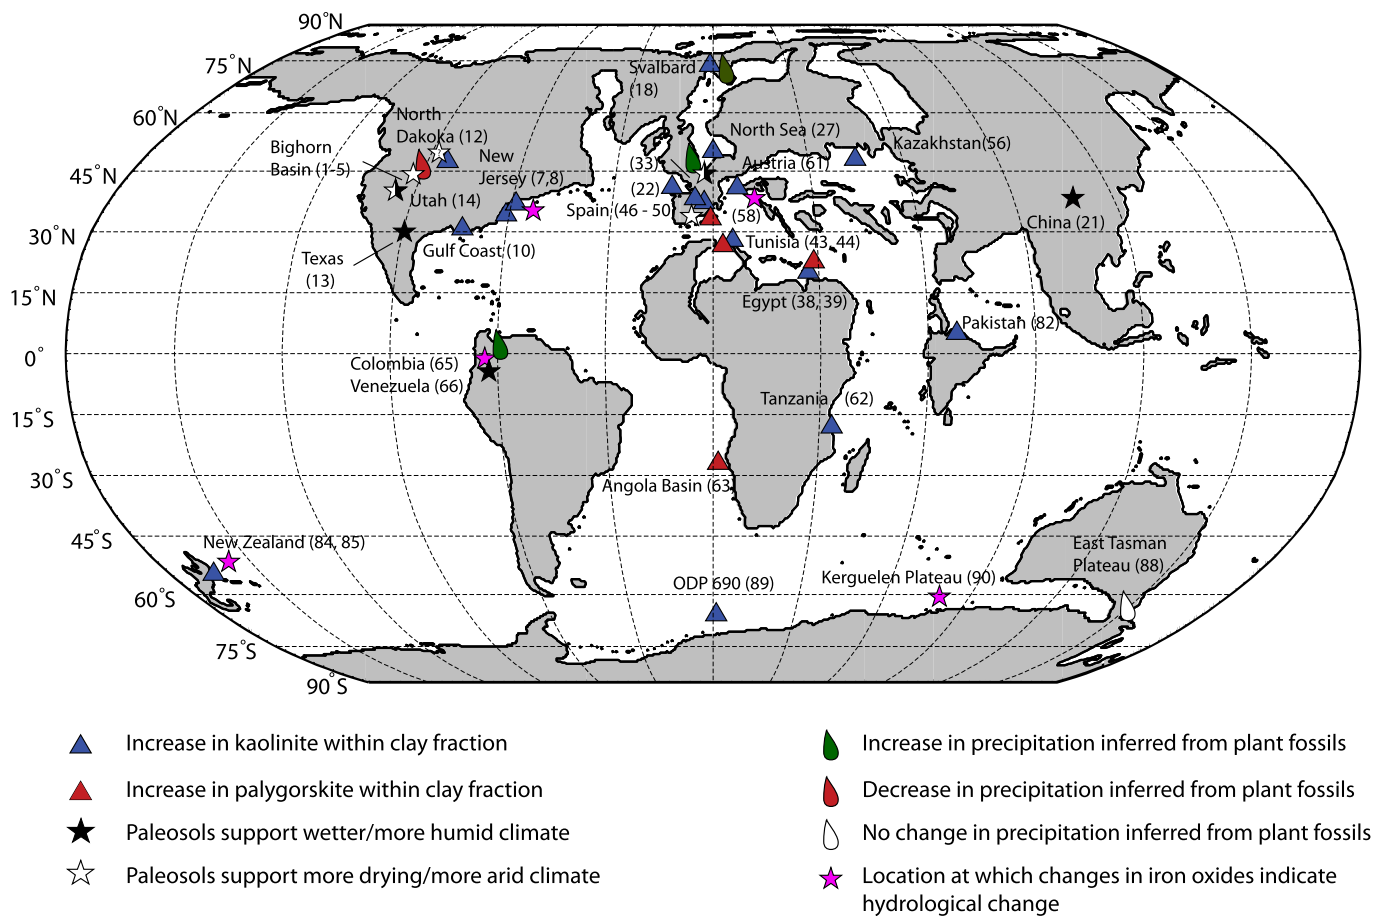 90°N
75°N
60°N
45°N
30°N
15°N
0°
15°S
30°S
45°S
60°S
75°S
90°S
Svalbard
(18)
North
Dakoka (12)
Bighorn
Basin (1-5)
New
Jersey (7,8)
Utah (14)
Gulf Coast (10)
Texas
(13)
North Sea (27)
(33)
Austria (61)
(22)
Kazakhstan(56)
Spain (46 - 50)
(58)
China (21)
Tunisia (43, 44)
Egypt (38, 39)
Pakistan (82)
Colombia (65)
Venezuela (66)
Tanzania (62)
Angola Basin (63
New Zealand (84, 85)
ODP 690 (89)
Kerguelen Plateau (90)
East Tasman
Plateau (88)
Increase in kaolinite within clay fraction
Increase in palygorskite within clay fraction
Paleosols support wetter/more humid climate
Paleosols support more drying/more arid climate
Increase in precipitation inferred from plant fossils
Decrease in precipitation inferred from plant fossils
No change in precipitation inferred from plant fossils
Location at which changes in iron oxides indicate
hydrological change